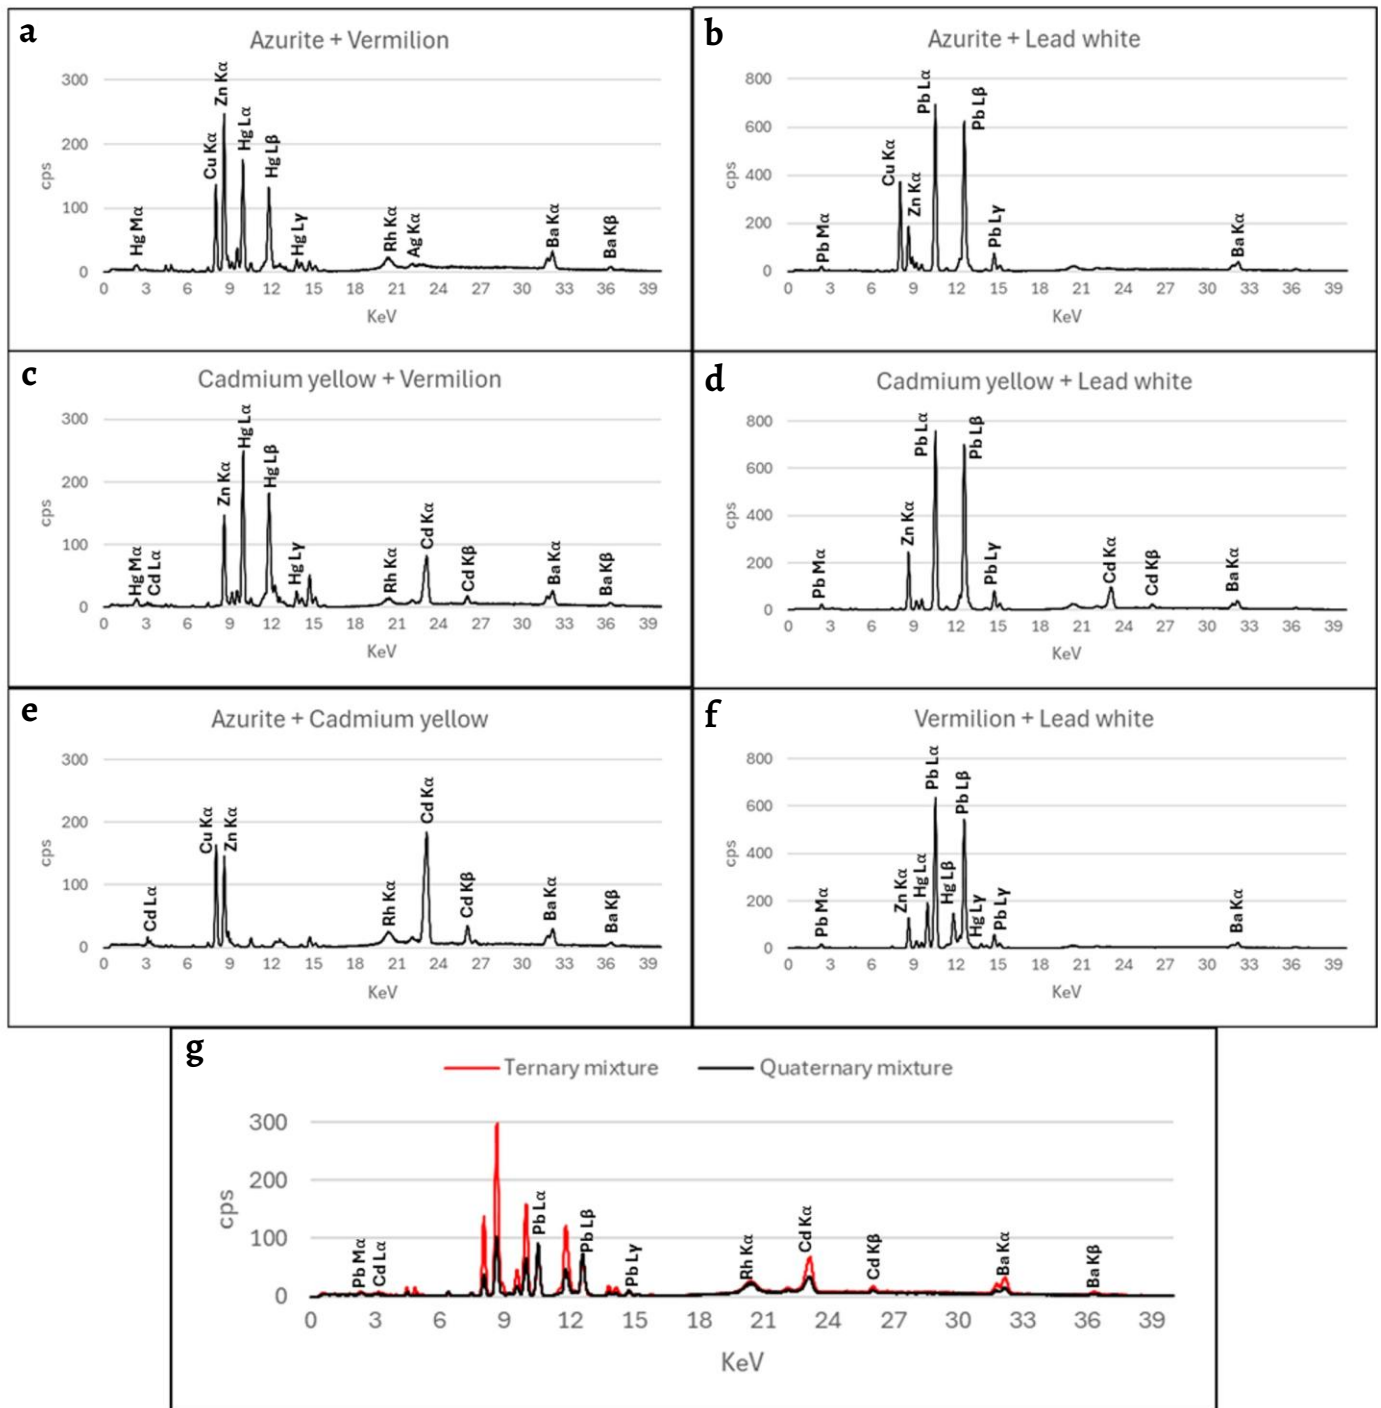 a
Azurite + Vermilion
300
200
100
0
cps
Hg Mα
Cu Kα
Zn Kα
Hg Lα
Hg Lβ
Hg Lγ
Rh Kα
Ag Kα
Ba Kα
Ba Kβ
0 3 6 9 12 15 18 21 24 27 30 33 36 39
KeV
b
Azurite + Lead white
800
600
400
200
0
cps
Pb Mα
Cu Kα
Zn Kα
Pb Lα
Pb Lβ
Pb Lγ
Ba Kα
0 3 6 9 12 15 18 21 24 27 30 33 36 39
KeV
c
Cadmium yellow + Vermilion
300
200
100
0
cps
Hg Mα
Cd Lα
Zn Kα
Hg Lα
Hg Lβ
Hg Lγ
Rh Kα
Cd Kα
Cd Kβ
Ba Kα
Ba Kβ
0 3 6 9 12 15 18 21 24 27 30 33 36 39
KeV
d
Cadmium yellow + Lead white
800
600
400
200
0
cps
Pb Mα
Zn Kα
Pb Lα
Pb Lβ
Pb Lγ
Cd Kα
Cd Kβ
Ba Kα
0 3 6 9 12 15 18 21 24 27 30 33 36 39
KeV
e
Azurite + Cadmium yellow
300
200
100
0
cps
Cd Lα
Cu Kα
Zn Kα
Rh Kα
Cd Kα
Cd Kβ
Ba Kα
Ba Kβ
0 3 6 9 12 15 18 21 24 27 30 33 36 39
KeV
f
Vermilion + Lead white
800
600
400
200
0
cps
Pb Mα
Zn Kα
Hg Lα
Pb Lα
Hg Lβ
Pb Lβ
Hg Lγ
Pb Lγ
Ba Kα
0 3 6 9 12 15 18 21 24 27 30 33 36 39
KeV
g
Ternary mixture Quaternary mixture
300
200
100
0
cps
Pb Mα
Cd Lα
Pb Lα
Pb Lβ
Pb Lγ
Rh Kα
Cd Kα
Cd Kβ
Ba Kα
Ba Kβ
0 3 6 9 12 15 18 21 24 27 30 33 36 39
KeV